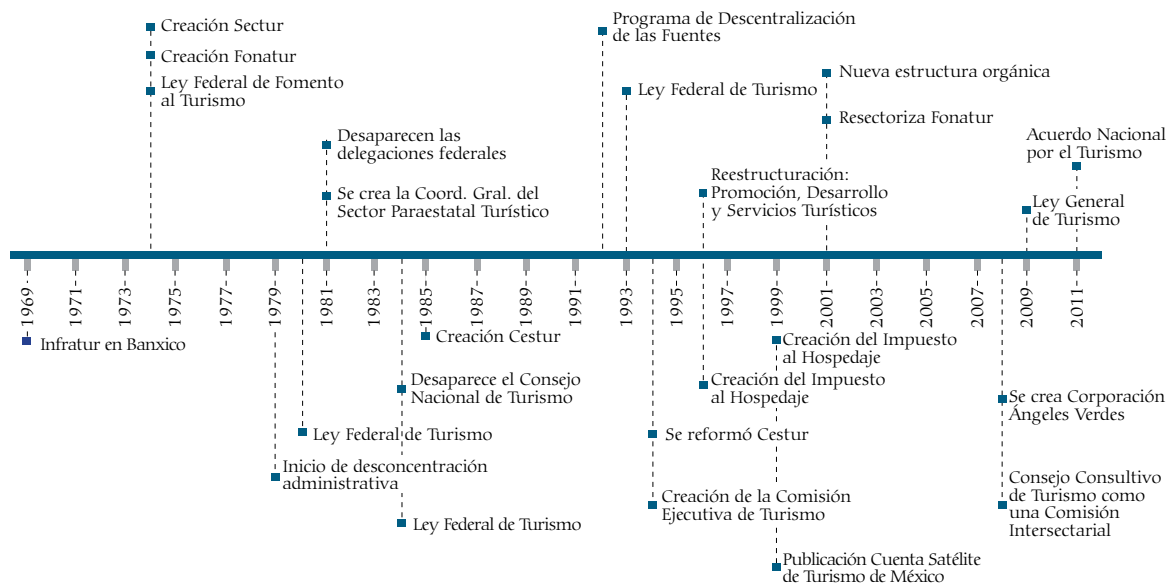 Creación Sectur
Creación Fonatur
Ley Federal de Fomento
al Turismo
Desaparecen las
delegaciones federales
Se crea la Coord. Gral. del
Sector Paraestatal Turístico
Programa de Descentralización
de las Fuentes
Ley Federal de Turismo
Reestructuración:
Promoción, Desarrollo
y Servicios Turísticos
Nueva estructura orgánica
Resectoriza Fonatur
Acuerdo Nacional
por el Turismo
Ley General
de Turismo
1969
1971
1973
1975
1977
1979
1981
1983
1985
1987
1989
1991
1993
1995
1997
1999
2001
2003
2005
2007
2009
2011
Infratur en Banxico
Creación Cestur
Desaparece el Consejo
Nacional de Turismo
Ley Federal de Turismo
Inicio de desconcentración
administrativa
Ley Federal de Turismo
Creación del Impuesto
al Hospedaje
Creación del Impuesto
al Hospedaje
Se reformó Cestur
Creación de la Comisión
Ejecutiva de Turismo
Publicación Cuenta Satélite
de Turismo de México
Se crea Corporación
Ángeles Verdes
Consejo Consultivo
de Turismo como
una Comisión
Intersectarial